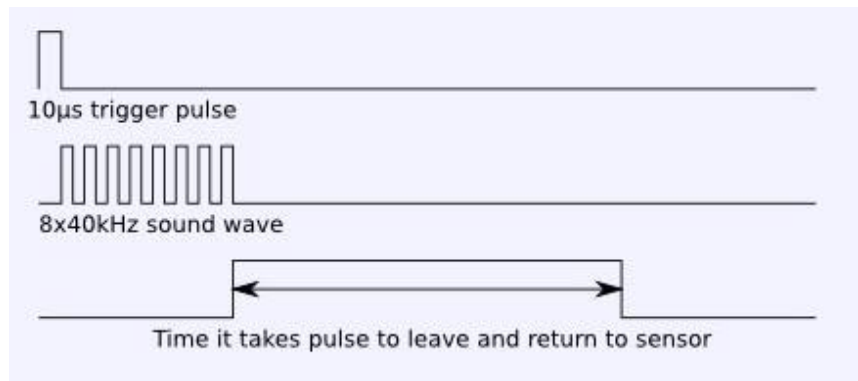 10µs trigger pulse
8x40kHz sound wave
Time it takes pulse to leave and return to sensor